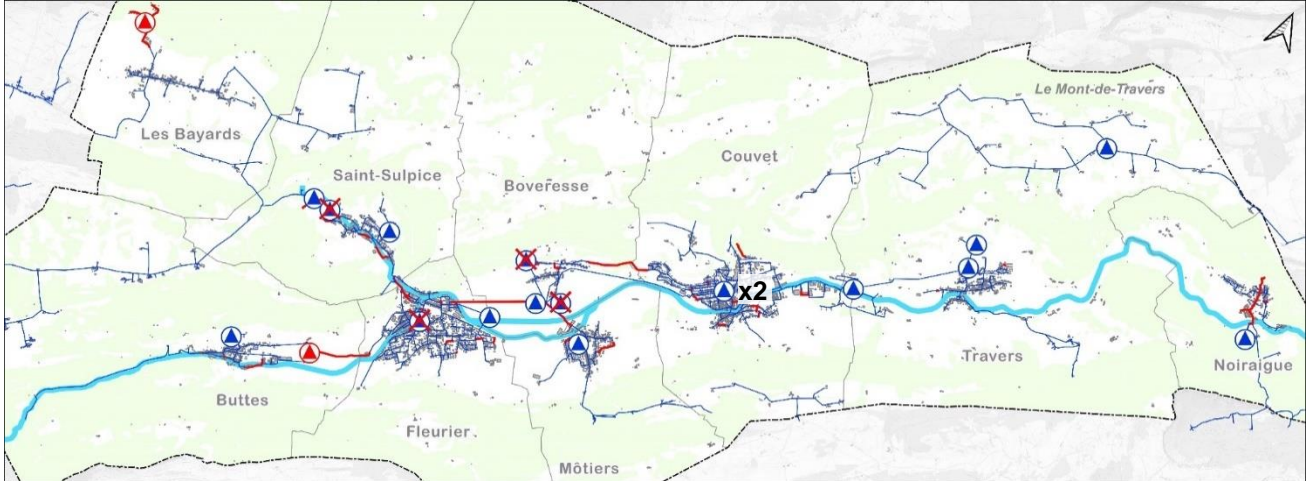 Le Mont-de-Travers
Les Bayards
Couvet
Saint-Sulpice
Boveresse
x2
Travers
Noiraigue
Buttes
Fleurier
Môtiers